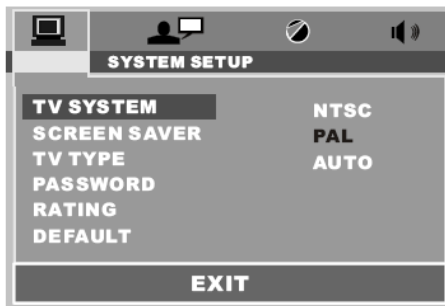 SYSTEM SETUP
TV SYSTEM
SCREEN SAVER
TV TYPE
PASSWORD
RATING
DEFAULT
NTSC
PAL
AUTO
EXIT